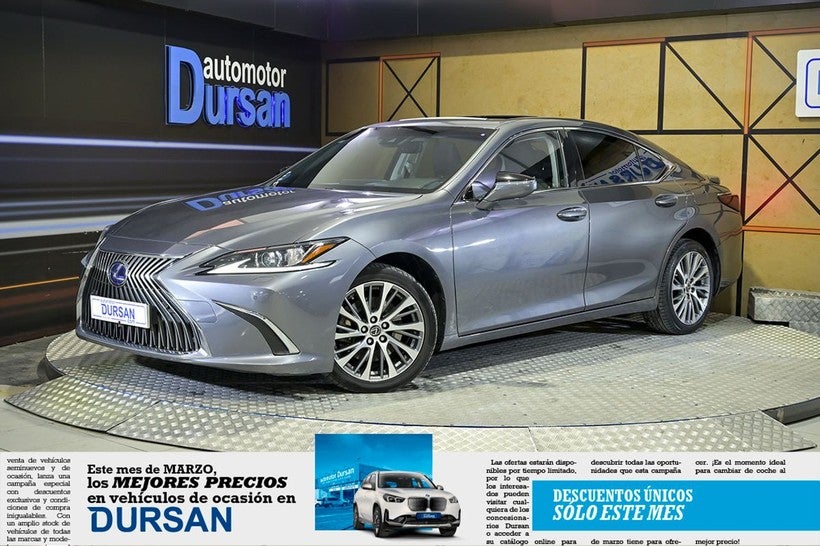 automotor
Dursan
DURSAN
venta de vehículos
seminuevos y de
ocasión, lanza una
campaña especial
con descuentos
exclusivos y condi-
ciones de compra
inigualables. Con
un amplio stock de
vehículos de todas
las marcas y mode-
Este mes de MARZO,
los MEJORES PRECIOS
en vehículos de ocasión en
DURSAN
automotor Dursan
Las ofertas estarán dispo-
nibles por tiempo limitado,
por lo que
los interesa-
dos pueden
visitar cual-
quiera de los
concesiona-
rios Dursan
o acceder a
su catálogo online para
descubrir todas las oportu-
nidades que esta campaña
de marzo tiene para ofre-
cer. ¡Es el momento ideal
para cambiar de coche al
mejor precio!
DESCUENTOS ÚNICOS
SÓLO ESTE MES